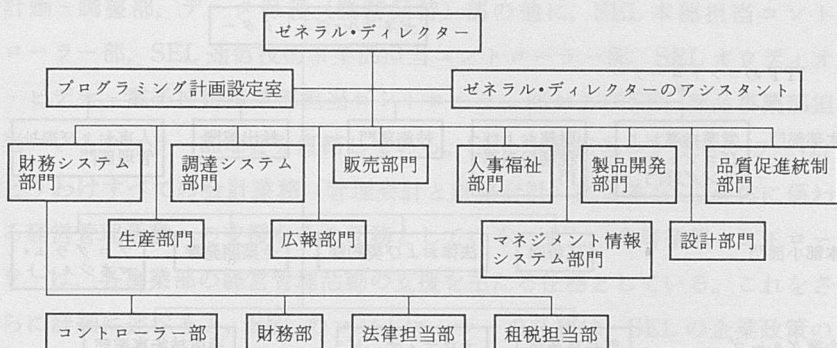 ゼネラル・ディレクター
プログラミング計画設定室
ゼネラル・ディレクターのアシスタント
財務システム
部門
調達システム
部門
販売部門
人事福祉
部門
製品開発
部門
品質促進統制
部門
生産部門
広報部門
マネジメント情報
システム部門
設計部門
コントローラー部
財務部
法律担当部
租税担当部